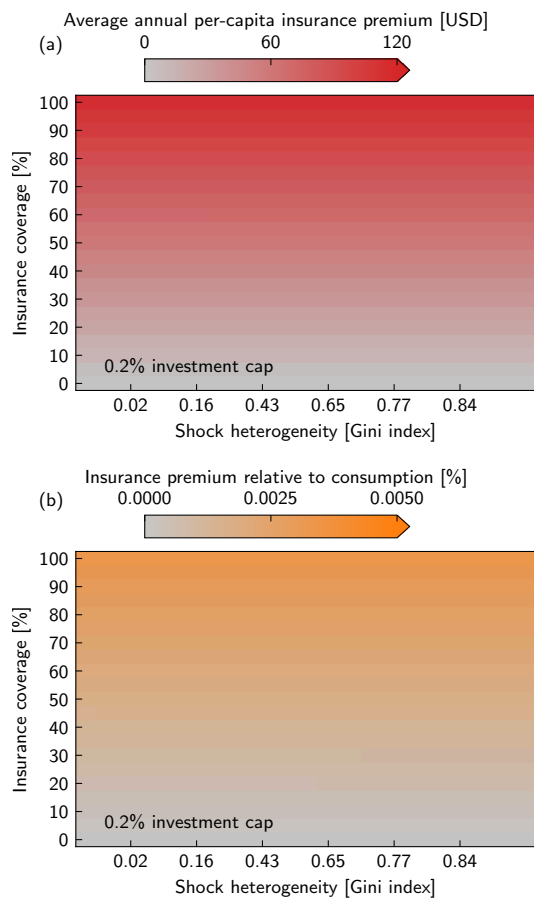 Average annual per-capita insurance premium [USD]
(a)
0 60 120
100
90
80
70
60
50
40
30
20
10
0
Insurance coverage [%]
0.2% investment cap
0.02 0.16 0.43 0.65 0.77 0.84
Shock heterogeneity [Gini index]
Insurance premium relative to consumption [%]
(b)
0.0000 0.0025 0.0050
100
90
80
70
60
50
40
30
20
10
0
Insurance coverage [%]
0.2% investment cap
0.02 0.16 0.43 0.65 0.77 0.84
Shock heterogeneity [Gini index]